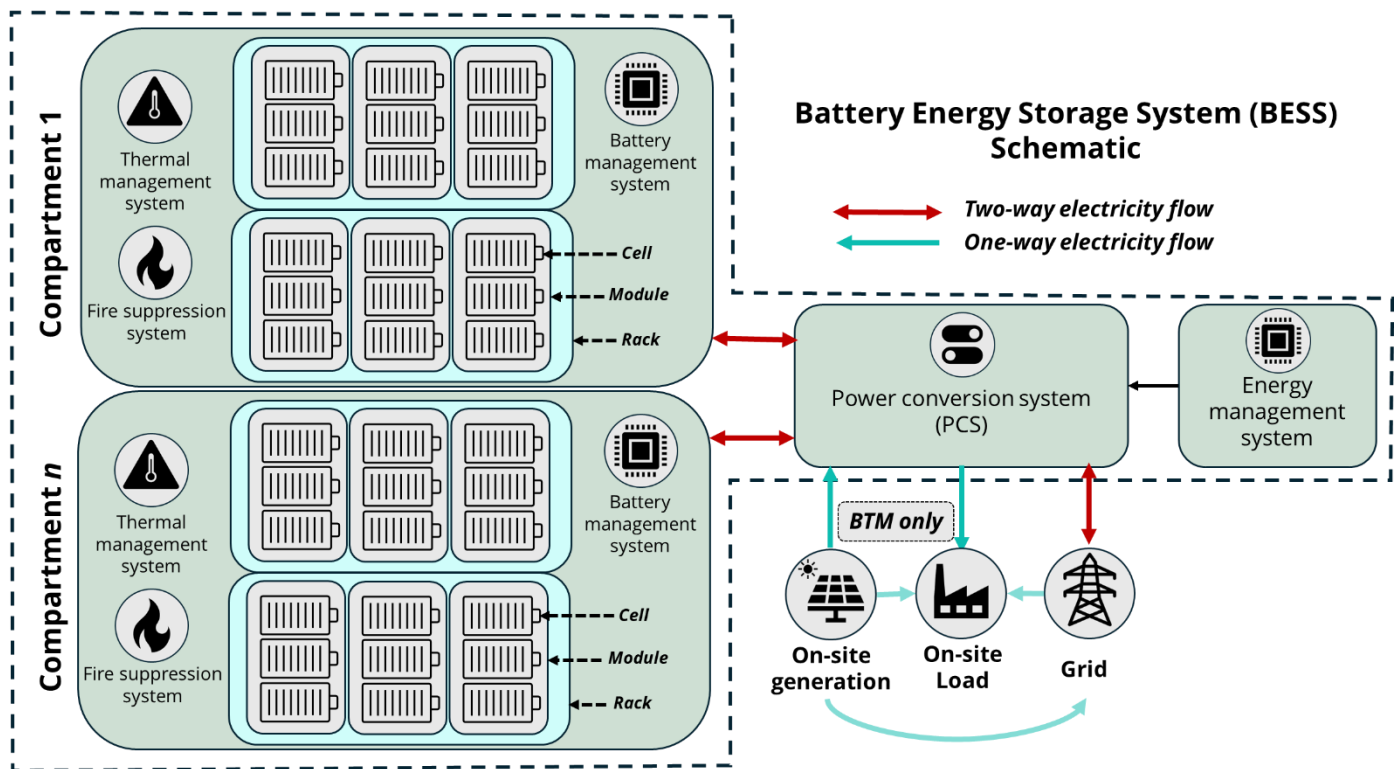 Compartment 1
Thermal
management
system
Fire suppression
system
Battery
management
system
Cell
Module
Rack
Compartment n
Thermal
management
system
Fire suppression
system
Battery
management
system
Cell
Module
Rack
Battery Energy Storage System (BESS)
Schematic
Two-way electricity flow
One-way electricity flow
Power conversion system
(PCS)
Energy
management
system
BTM only
On-site
generation
On-site
Load
Grid